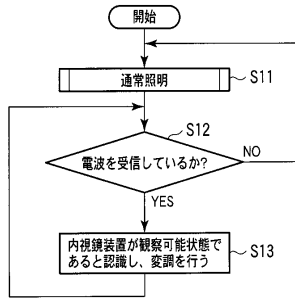 開始
通常照明
S11
電波を受信しているか?
S12
NO
YES
内視鏡装置が観察可能状態で
あると認識し、変調を行う
S13